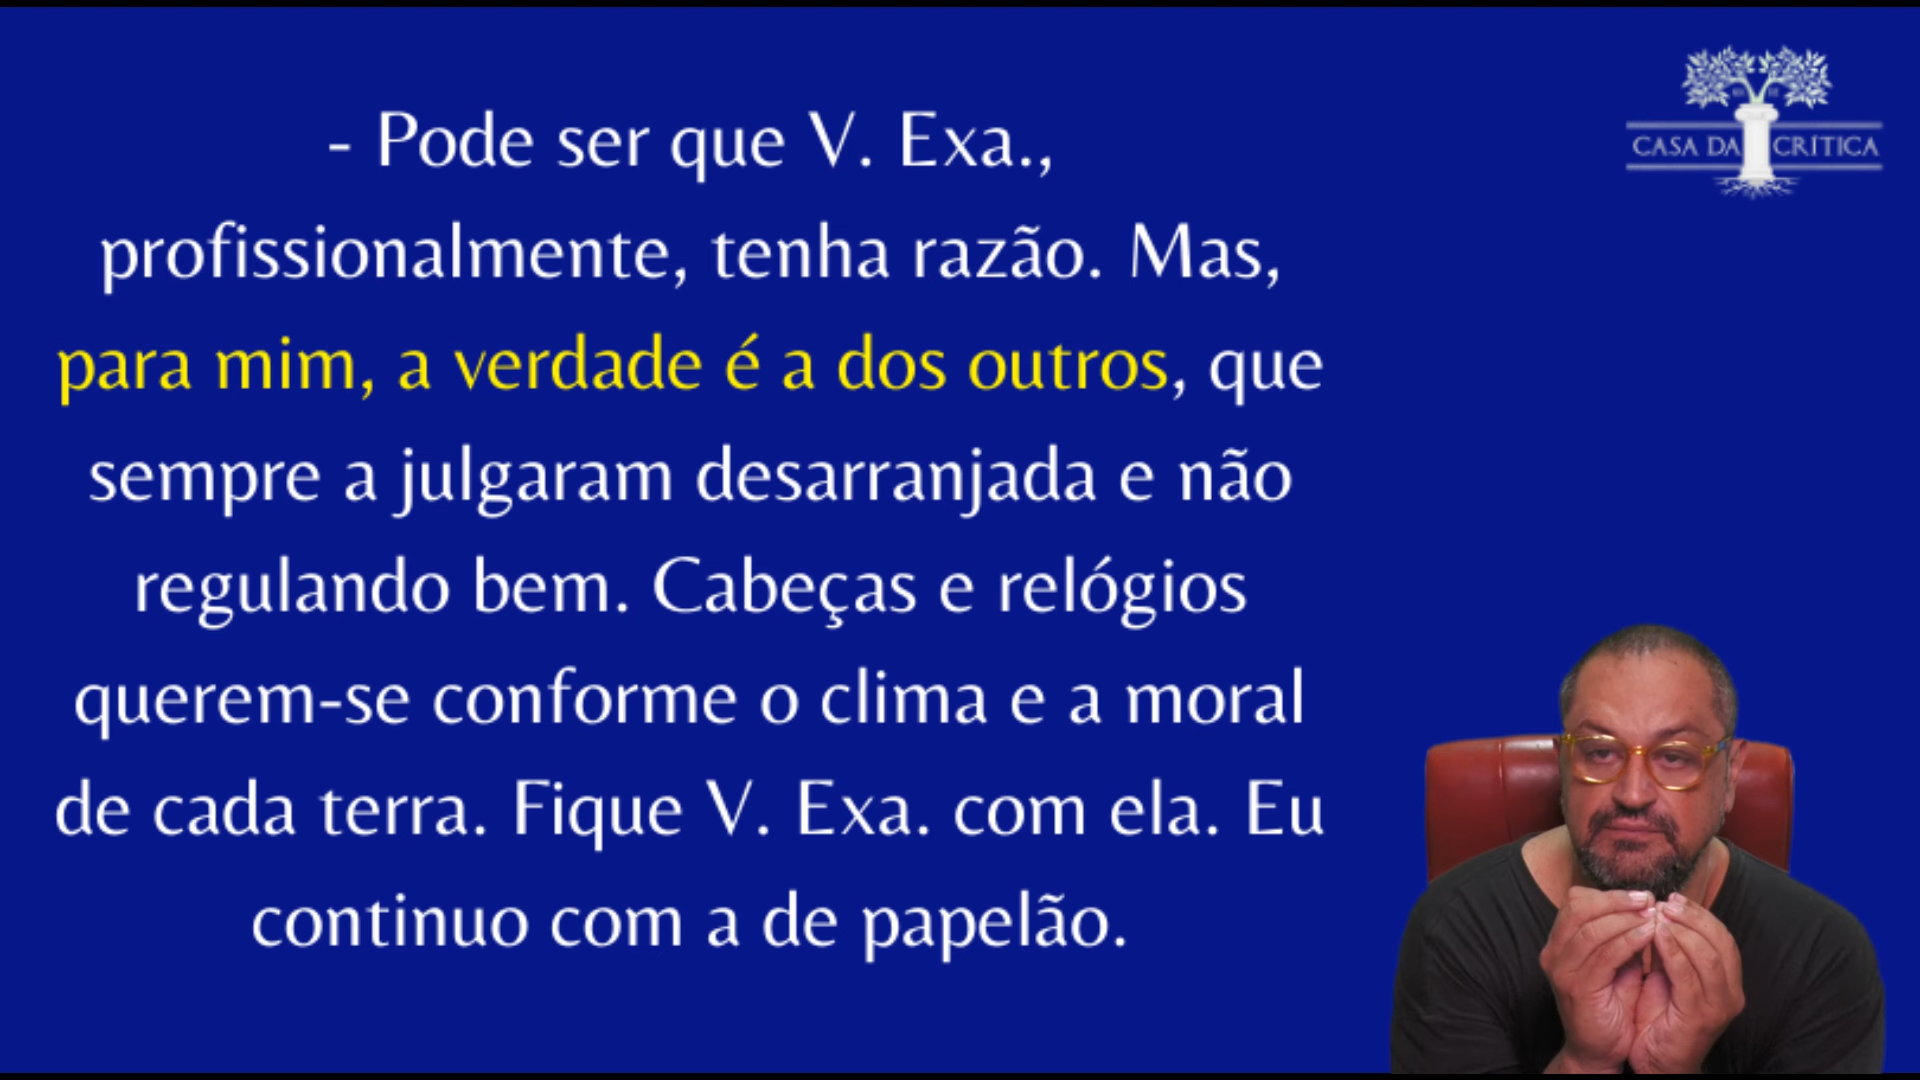 - Pode ser que V. Exa.,
profissionalmente, tenha razão. Mas,
para mim, a verdade é a dos outros, que
sempre a julgaram desarranjada e não
regulando bem. Cabeças e relógios
querem-se conforme o clima e a moral
de cada terra. Fique V. Exa. com ela. Eu
continuo com a de papelão.
CASA DA CRÍTICA